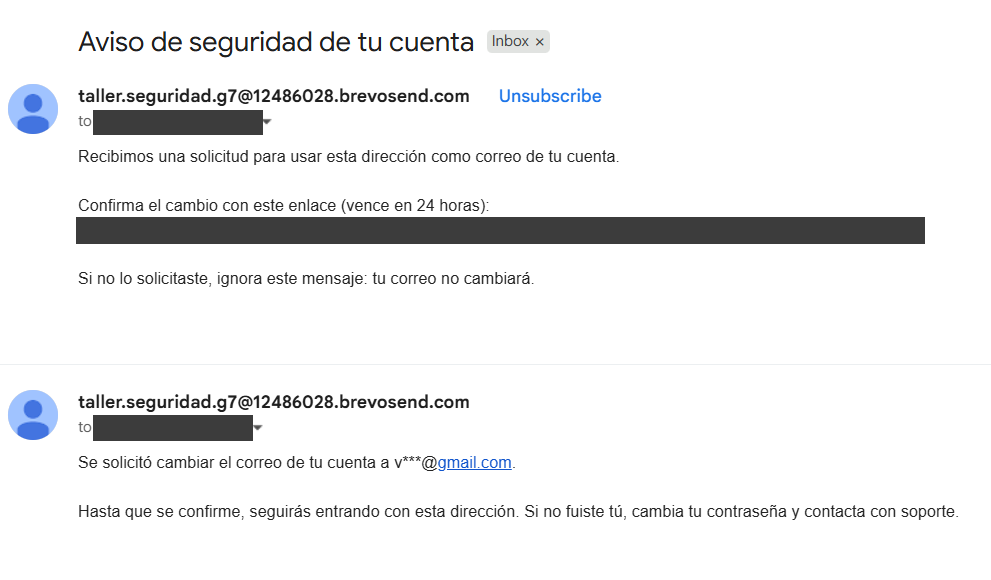 Aviso de seguridad de tu cuenta Inbox ×
taller.seguridad.g7@12486028.brevosend.com Unsubscribe
to
Recibimos una solicitud para usar esta dirección como correo de tu cuenta.
Confirma el cambio con este enlace (vence en 24 horas):
Si no lo solicitaste, ignora este mensaje: tu correo no cambiará.
taller.seguridad.g7@12486028.brevosend.com
to
Se solicitó cambiar el correo de tu cuenta a v***@gmail.com.
Hasta que se confirme, seguirás entrando con esta dirección. Si no fuiste tú, cambia tu contraseña y contacta con soporte.